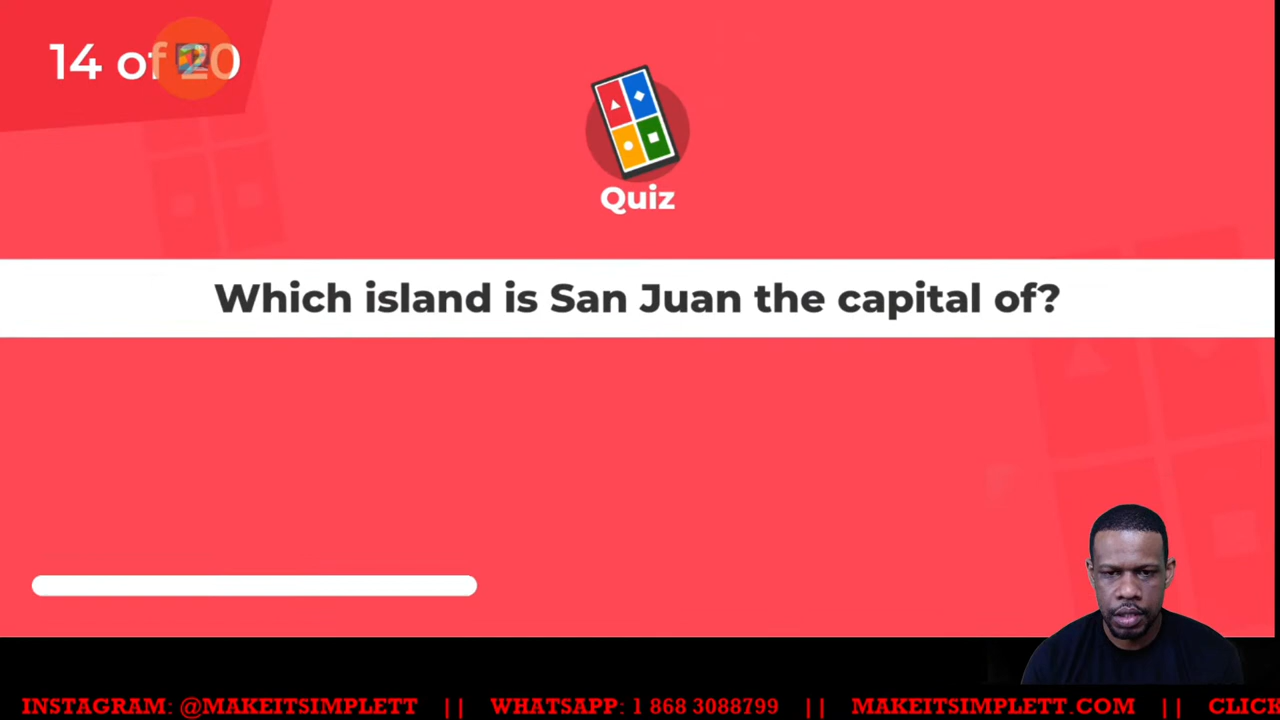 14 of 20
Quiz
Which island is San Juan the capital of?
INSTAGRAM: @MAKEITSIMPLETT || WHATSAPP: 1 868 3088799 || MAKEITSIMPLETT.COM || CLICK